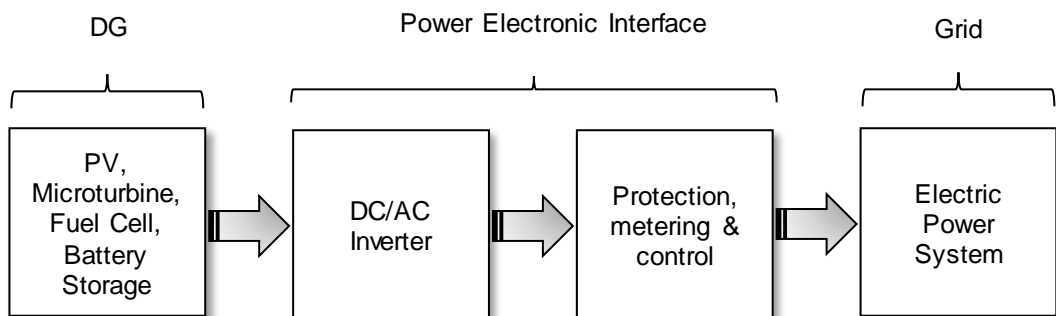 DG
Power Electronic Interface
Grid
PV,
Microturbine,
Fuel Cell,
Battery
Storage
DC/AC
Inverter
Protection,
metering &
control
Electric
Power
System